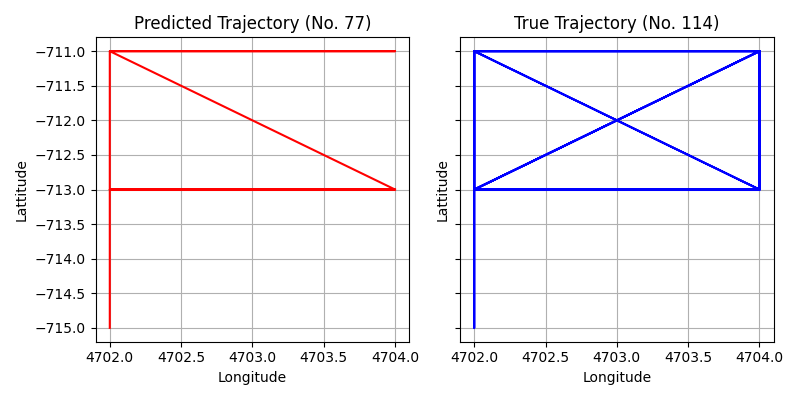 Predicted Trajectory (No. 77)
True Trajectory (No. 114)
−711.0
−711.5
−712.0
−712.5
−713.0
−713.5
−714.0
−714.5
−715.0
Lattitude
Lattitude
4702.0 4702.5 4703.0 4703.5 4704.0
4702.0 4702.5 4703.0 4703.5 4704.0
Longitude
Longitude